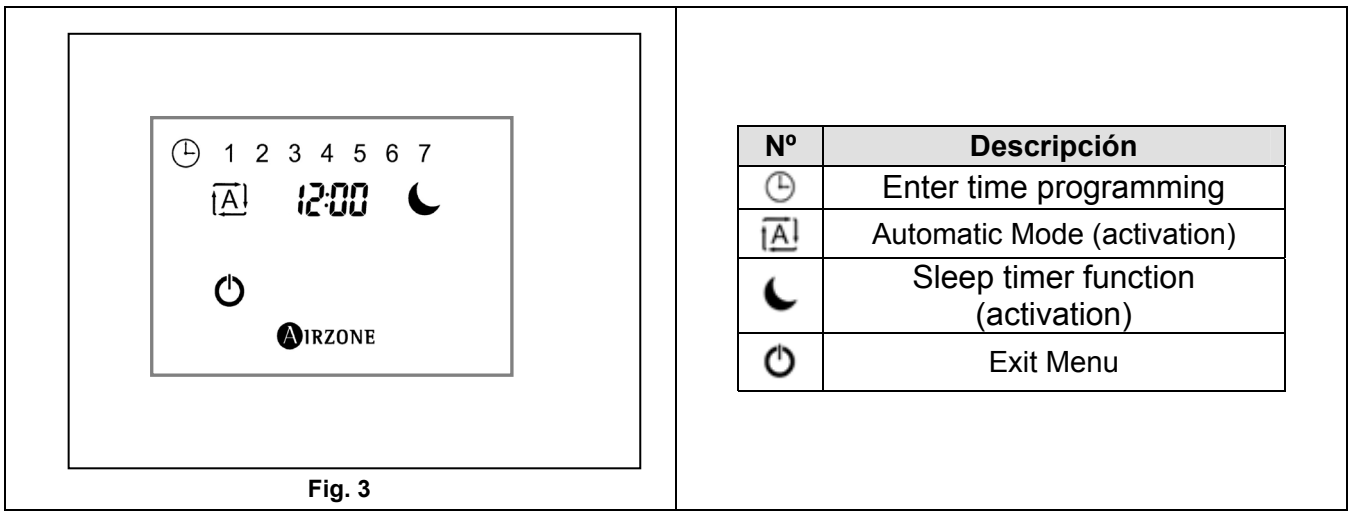 1 2 3 4 5 6 7
A 12:00
AIRZONE
Fig. 3
Nº Descripción
Enter time programming
A Automatic Mode (activation)
Sleep timer function
(activation)
Exit Menu